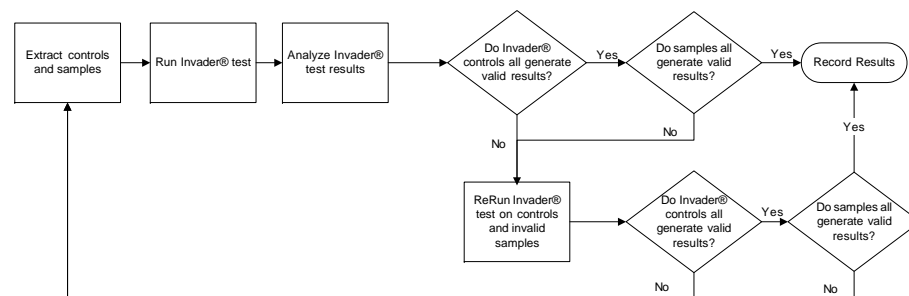 Extract controls
and samples
Run Invader® test
Analyze Invader®
test results
Do Invader®
controls all generate
valid results?
Yes
Do samples all
generate valid
results?
Yes
Record Results
No
No
Yes
ReRun Invader®
test on controls
and invalid
samples
Do Invader®
controls all
generate valid
results?
Yes
Do samples all
generate valid
results?
No
No